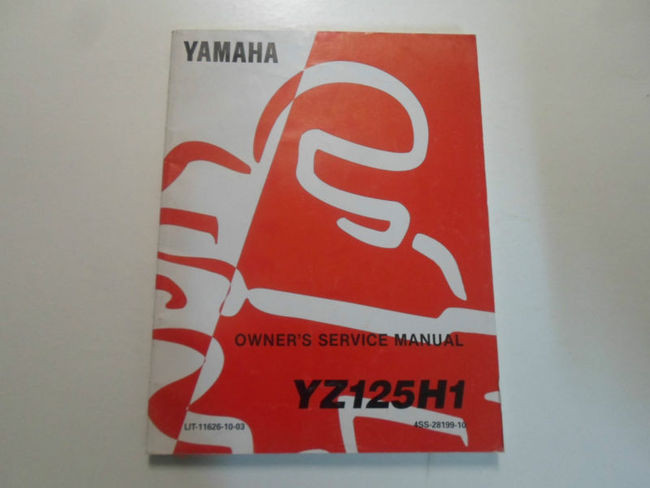 YAMAHA
OWNER'S SERVICE MANUAL
YZ125H1
LIT-11626-10-03
4SS-28199-10